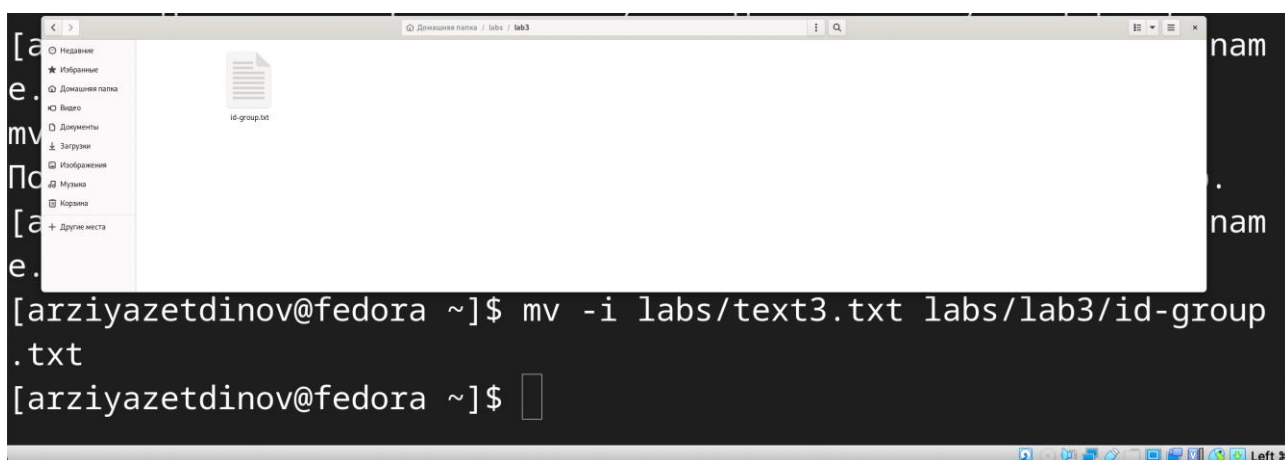 [a
nam
Домашняя папка / labs / lab3
Недавние
Избранные
Домашняя папка
Видео
Документы
Загрузки
Изображения
Музыка
Корзина
+ Другие места
id-group.txt
e.
mv
По
.
[a
nam
e.
[arziyazetdinov@fedora ~]$ mv -i labs/text3.txt labs/lab3/id-group
.txt
[arziyazetdinov@fedora ~]$
Left